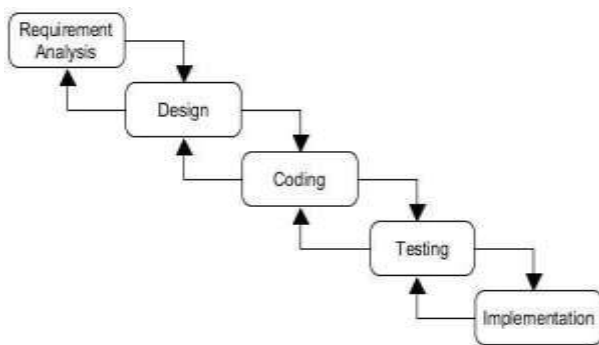 Requirement
Analysis
Design
Coding
Testing
Implementation